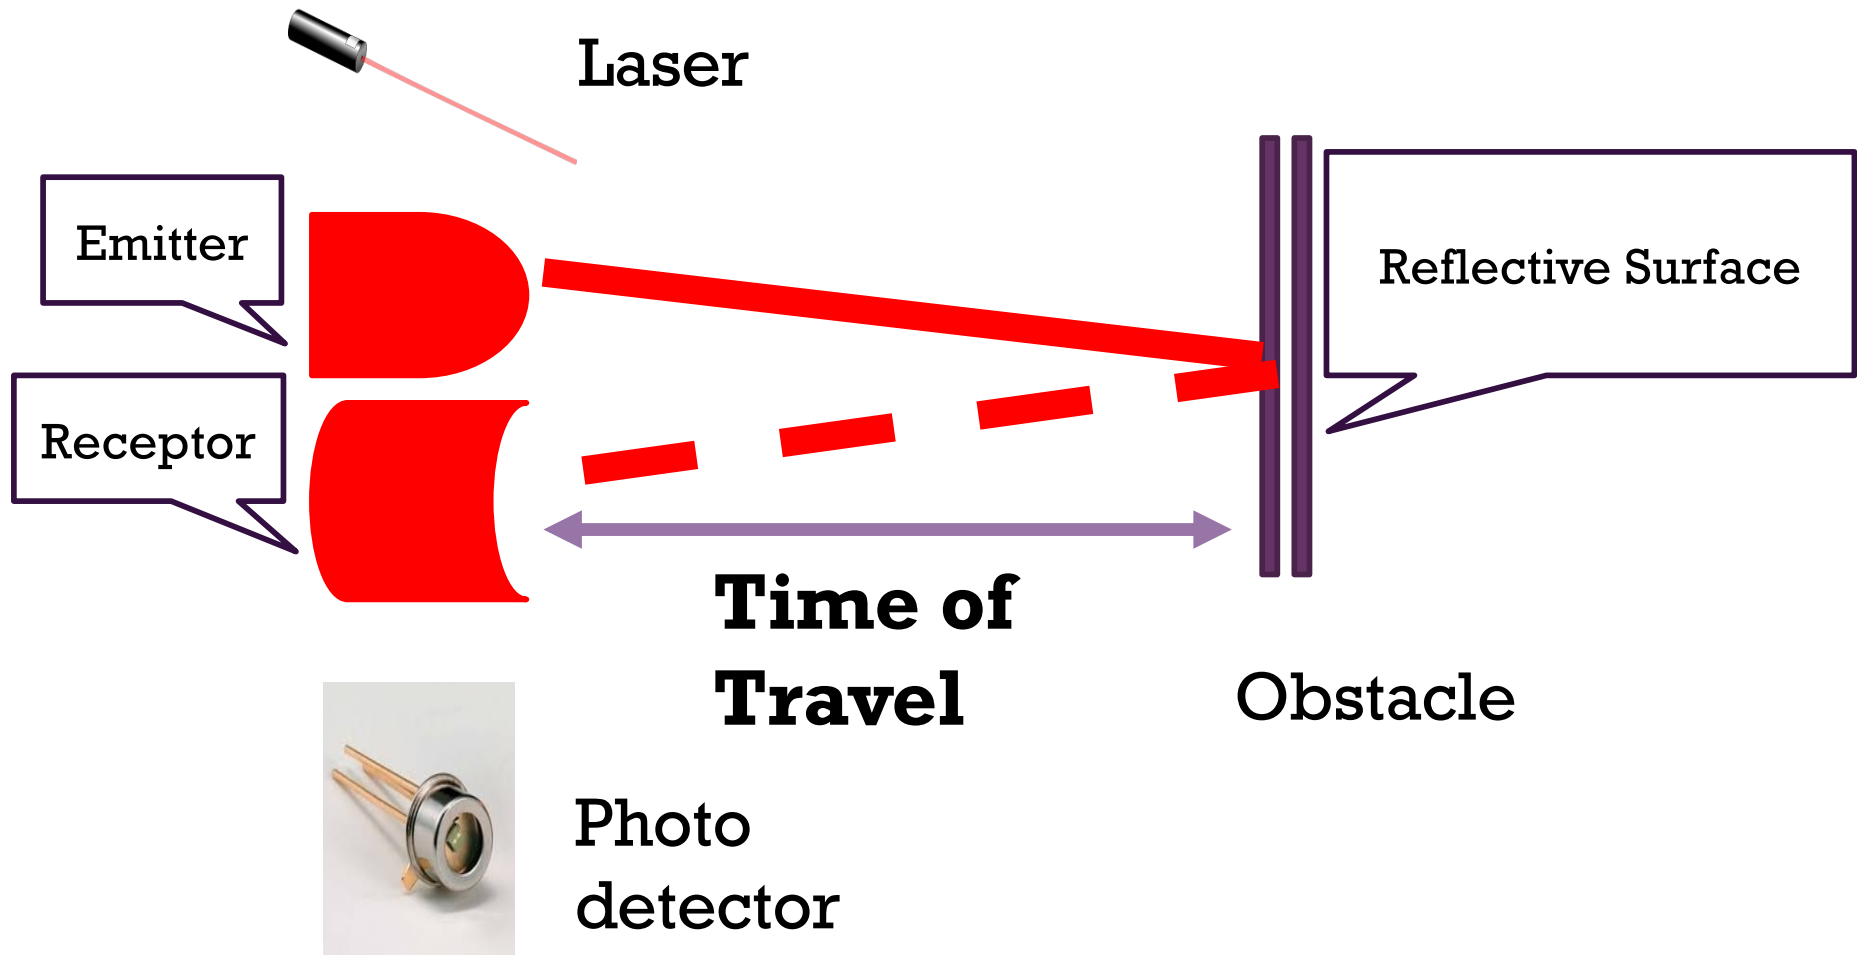 Laser
Emitter
Reflective Surface
Receptor
Time of
Travel
Obstacle
Photo
detector